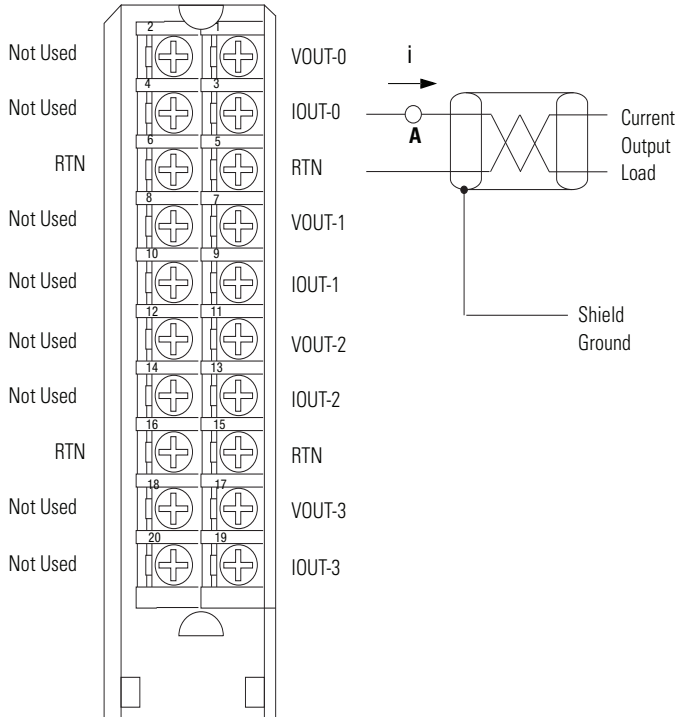 2 1
Not Used VOUT-0 i
4 3
Not Used IOUT-0 A Current
Output
Load
6 5
RTN RTN
8 7
Not Used VOUT-1
10 9
Not Used IOUT-1
12 11
Not Used VOUT-2
Shield
Ground
14 13
Not Used IOUT-2
16 15
RTN RTN
18 17
Not Used VOUT-3
20 19
Not Used IOUT-3